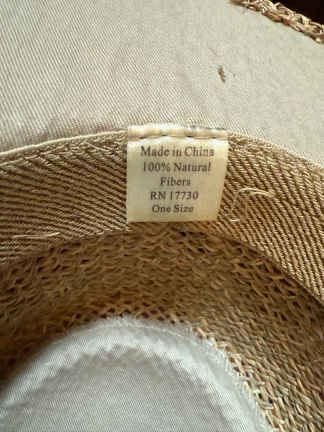 Made in China
100% Natural
Fibers
RN 17730
One Size